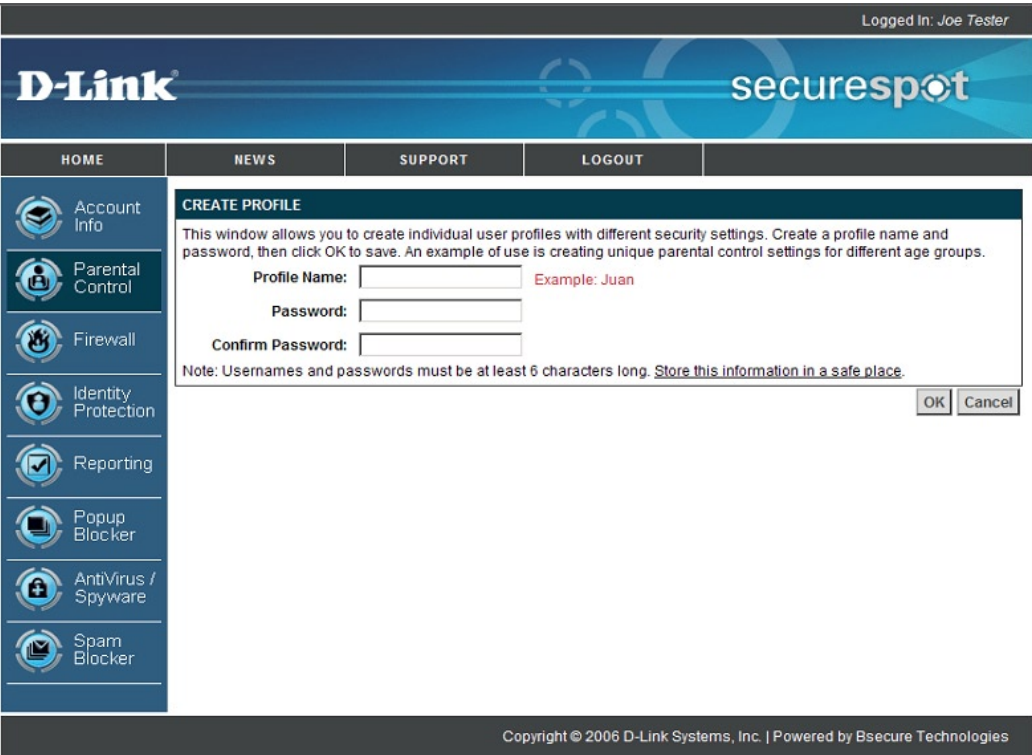 Logged In: Joe Tester
D-Link®
securespot
HOME
NEWS
SUPPORT
LOGOUT
Account
Info
Parental
Control
Firewall
Identity
Protection
Reporting
Popup
Blocker
AntiVirus /
Spyware
Spam
Blocker
CREATE PROFILE
This window allows you to create individual user profiles with different security settings. Create a profile name and
password, then click OK to save. An example of use is creating unique parental control settings for different age groups.
Profile Name:
Example: Juan
Password:
Confirm Password:
Note: Usernames and passwords must be at least 6 characters long. Store this information in a safe place.
OK
Cancel
Copyright © 2006 D-Link Systems, Inc. | Powered by Bsecure Technologies